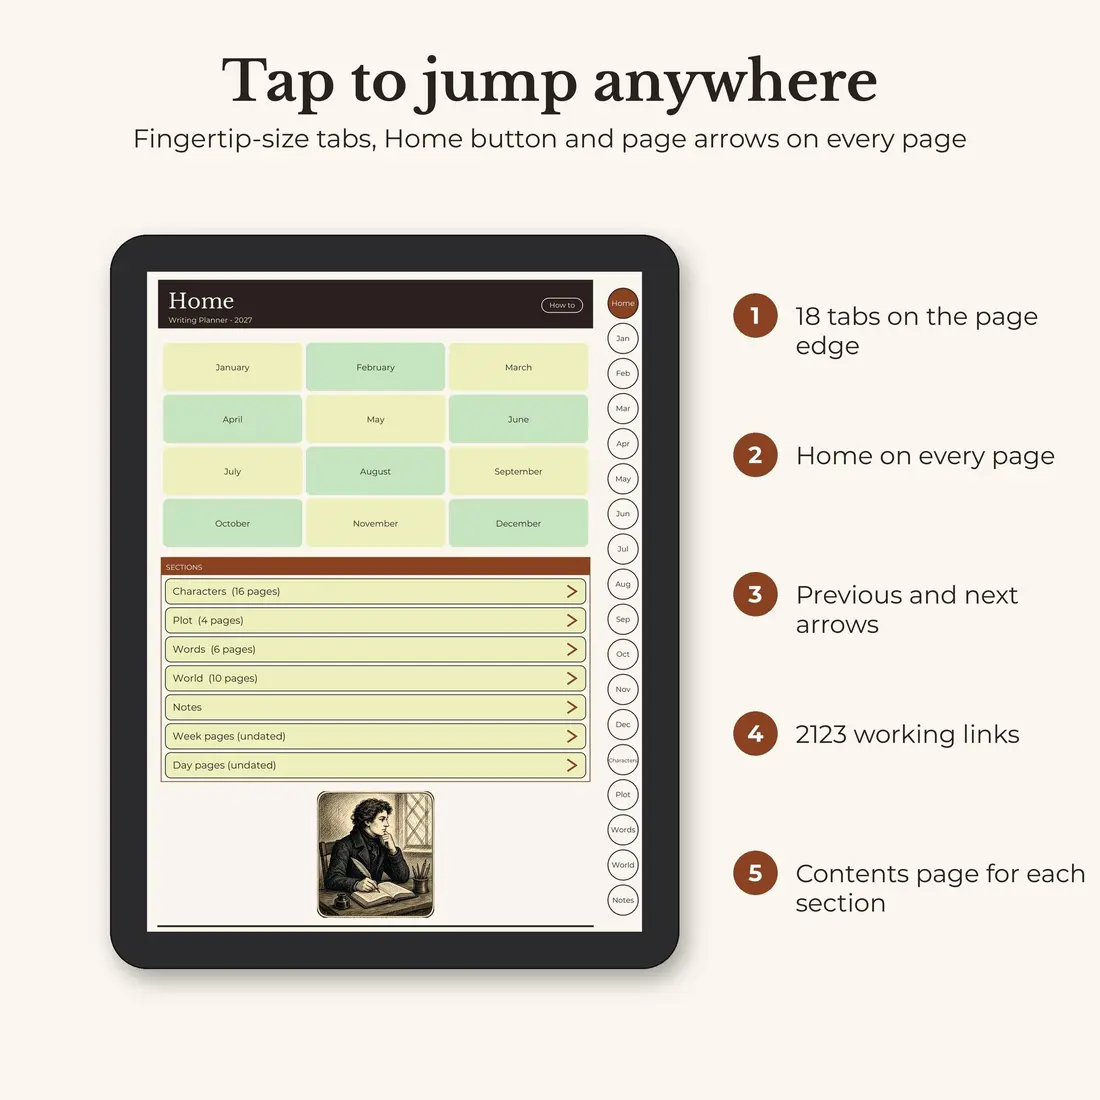 Tap to jump anywhere
Fingertip-size tabs, Home button and page arrows on every page
Home
Writing Planner - 2027
How to
January
February
March
April
May
June
July
August
September
October
November
December
SECTIONS
Characters (16 pages)
Plot (4 pages)
Words (6 pages)
World (10 pages)
Notes
Week pages (undated)
Day pages (undated)
Home
Jan
Feb
Mar
Apr
May
Jun
Jul
Aug
Sep
Oct
Nov
Dec
Characters
Plot
Words
World
Notes
1
18 tabs on the page
edge
2
Home on every page
3
Previous and next
arrows
4
2123 working links
5
Contents page for each
section